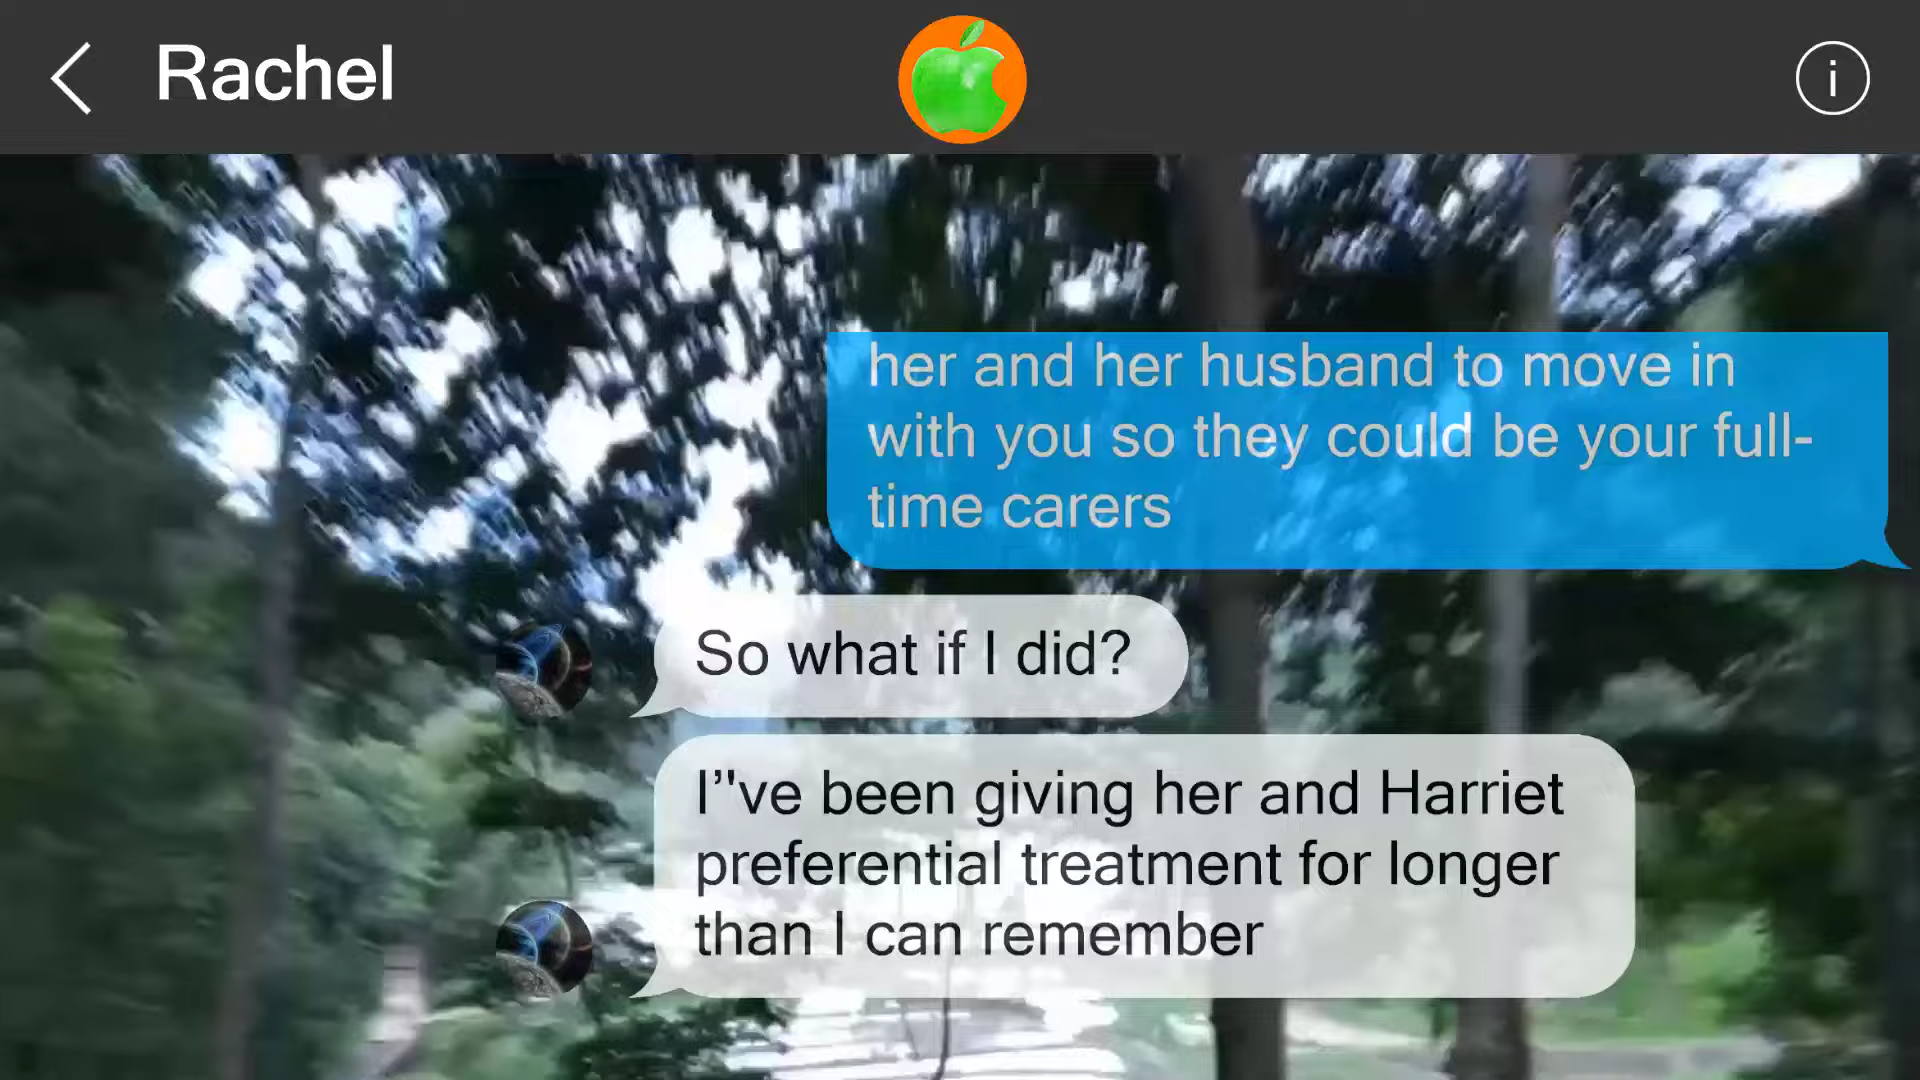 Rachel
i
her and her husband to move in
with you so they could be your full-
time carers
So what if I did?
I’"ve been giving her and Harriet
preferential treatment for longer
than I can remember